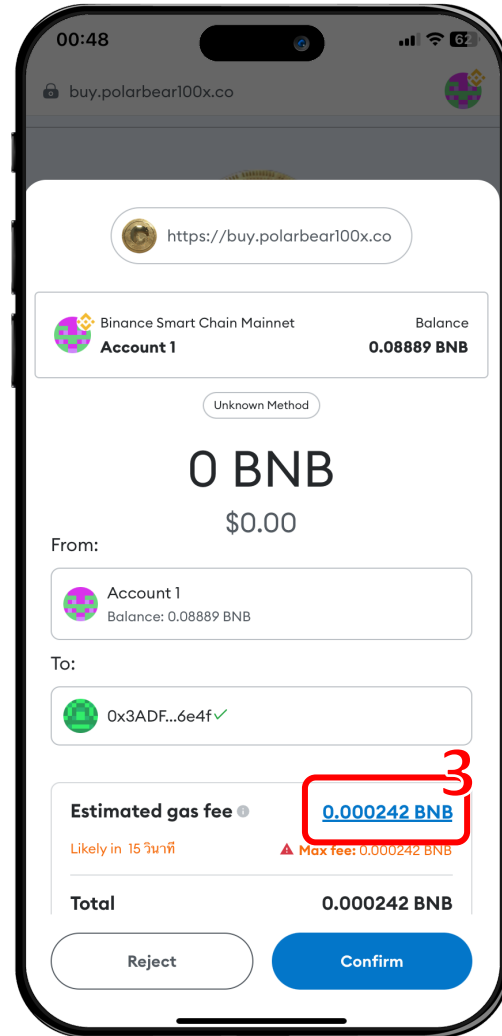 00:48
62
buy.polarbear100x.co
https://buy.polarbear100x.co
Binance Smart Chain Mainnet Balance
Account 1 0.08889 BNB
Unknown Method
0 BNB
$0.00
From:
Account 1
Balance: 0.08889 BNB
To:
0x3ADF...6e4f
3
Estimated gas fee 0.000242 BNB
Likely in 15 วินาที Max fee: 0.000242 BNB
Total 0.000242 BNB
Reject Confirm